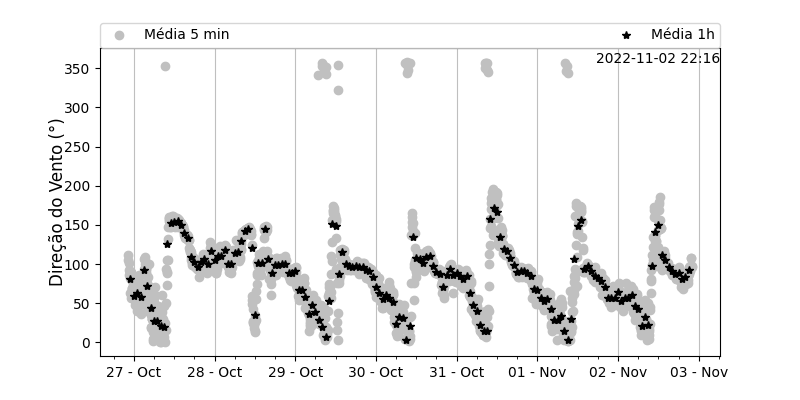 Média 5 min
Média 1h
2022-11-02 22:16
Direção do Vento (°)
350
300
250
200
150
100
50
0
27 - Oct
28 - Oct
29 - Oct
30 - Oct
31 - Oct
01 - Nov
02 - Nov
03 - Nov